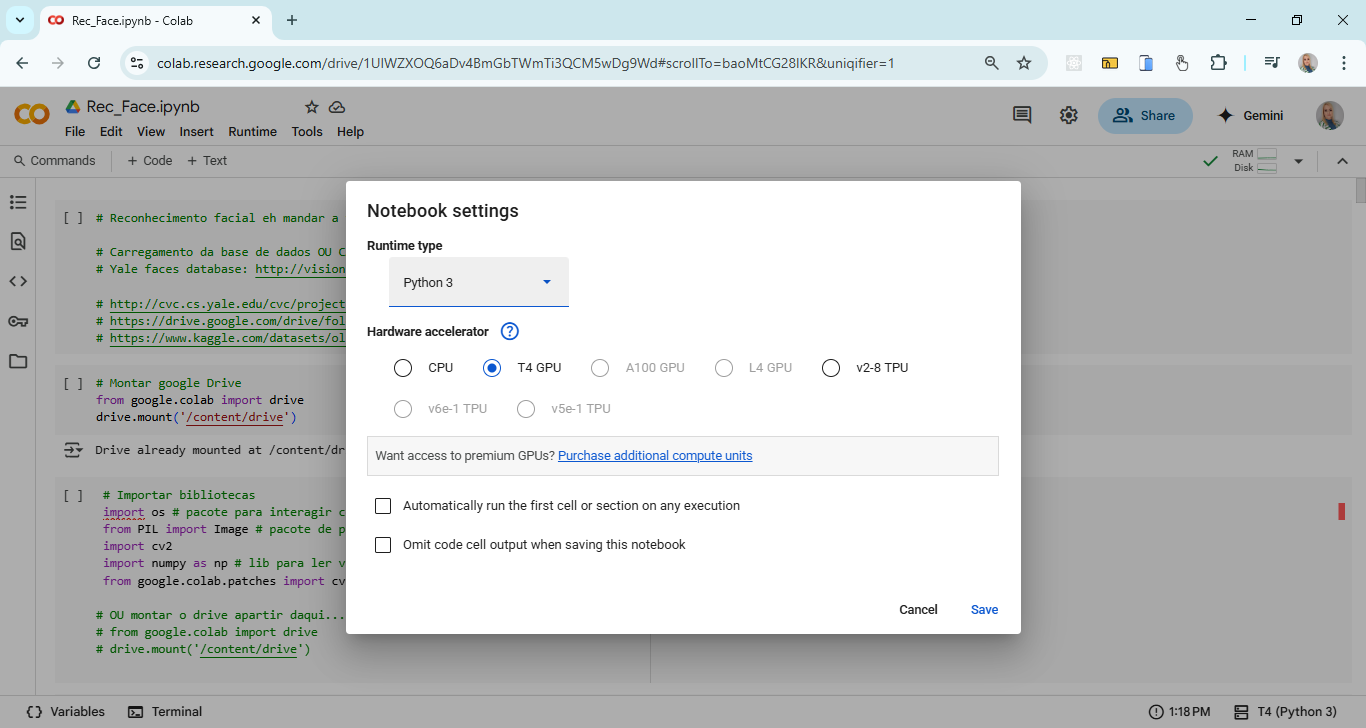 Rec_Face.ipynb - Colab
colab.research.google.com/drive/1UIWZXOQ6aDv4BmGbTWmTi3QCM5wDg9Wd#scrollTo=baoMtCG28lKR&uniqifier=1
Rec_Face.ipynb
File Edit View Insert Runtime Tools Help
Share
Gemini
Commands + Code + Text
RAM
Disk
Notebook settings
Runtime type
Python 3
Hardware accelerator ?
CPU T4 GPU A100 GPU L4 GPU v2-8 TPU
v6e-1 TPU v5e-1 TPU
Want access to premium GPUs? Purchase additional compute units
Automatically run the first cell or section on any execution
Omit code cell output when saving this notebook
Cancel Save
[ ] # Reconhecimento facial eh mandar a
# Carregamento da base de dados OU C
# Yale faces database: http://vision
# http://cvc.cs.yale.edu/cvc/project
# https://drive.google.com/drive/fol
# https://www.kaggle.com/datasets/ol
[ ] # Montar google Drive
from google.colab import drive
drive.mount('/content/drive')
Drive already mounted at /content/dr
[ ] # Importar bibliotecas
import os # pacote para interagir c
from PIL import Image # pacote de p
import cv2
import numpy as np # lib para ler v
from google.colab.patches import cv
# OU montar o drive apartir daqui...
# from google.colab import drive
# drive.mount('/content/drive')
{} Variables Terminal
1:18 PM T4 (Python 3)